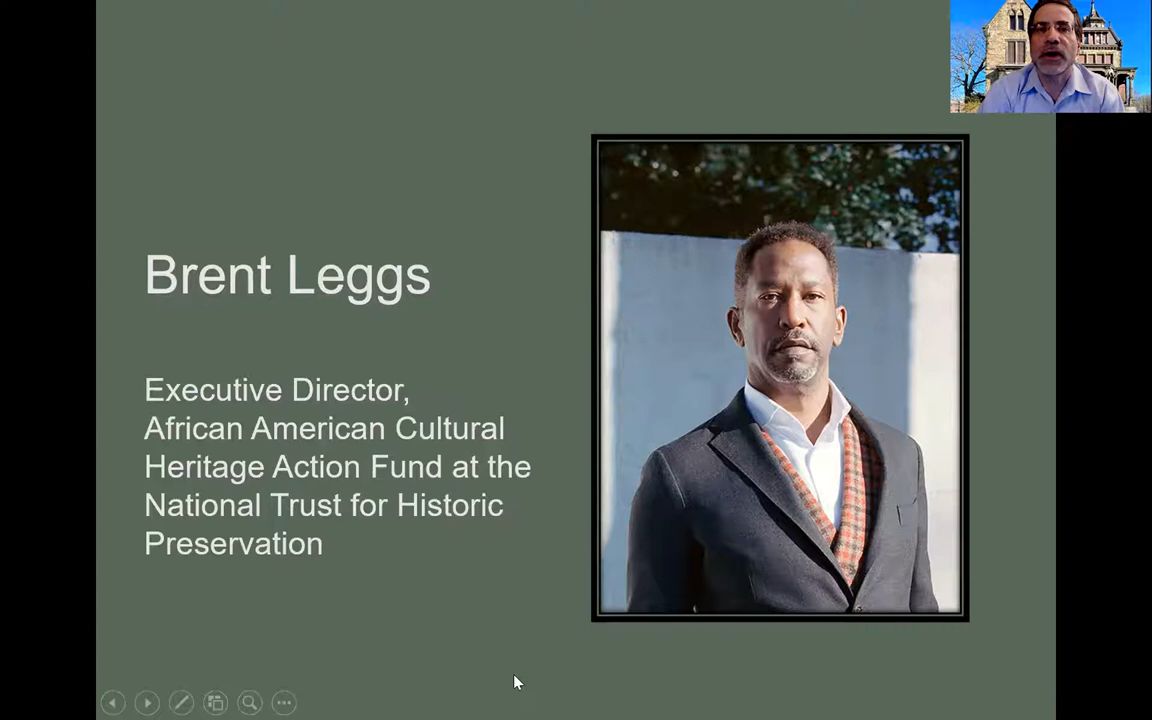 Brent Leggs
Executive Director,
African American Cultural
Heritage Action Fund at the
National Trust for Historic
Preservation